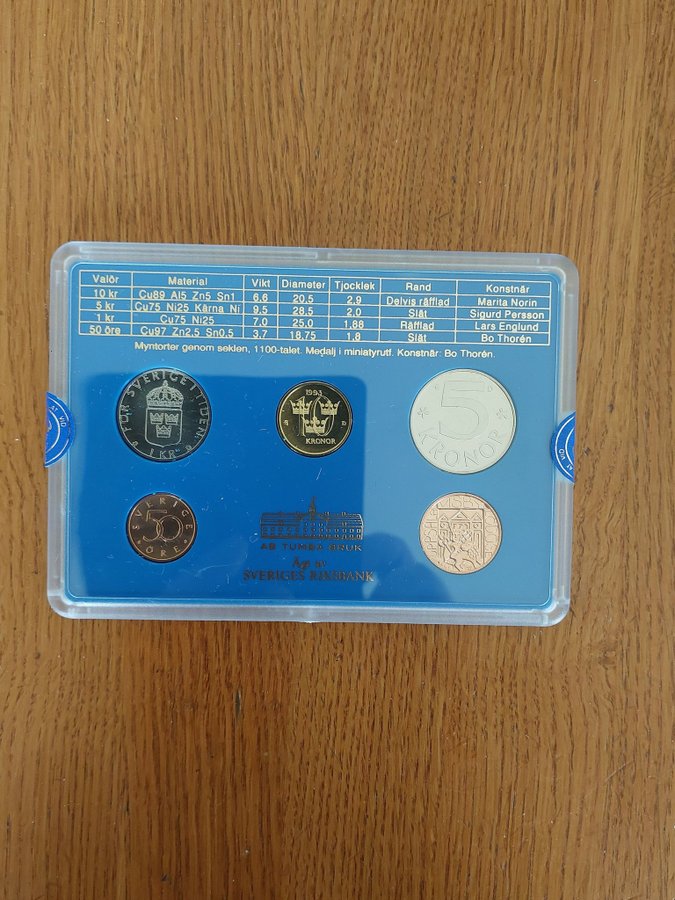 Valör Material Vikt Diameter Tjocklek Rand Konstnär
10 kr Cu89 Al5 Zn5 Sn1 6.6 20,5 2,9 Delvis räfflad Marita Norin
5 kr Cu75 Ni25 Kärna Ni 9.5 28,5 2,0 Slät Sigurd Persson
1 kr Cu75 Ni25 7.0 25,0 1,88 Räfflad Lars Englund
50 öre Cu97 Zn2,5 Sn0,5 3.7 18,75 1,8 Slät Bo Thorén
Myntorter genom seklen, 1100-talet. Medalj i miniatyrutf. Konstnär: Bo Thorén.
FÖR SVERIGE I TIDEN
1 KR
1993
10
KRONOR
D
5
KRONOR
SVERIGE
50
ÖRE
AB TUMBA BRUK
Ägt av
SVERIGES RIKSBANK